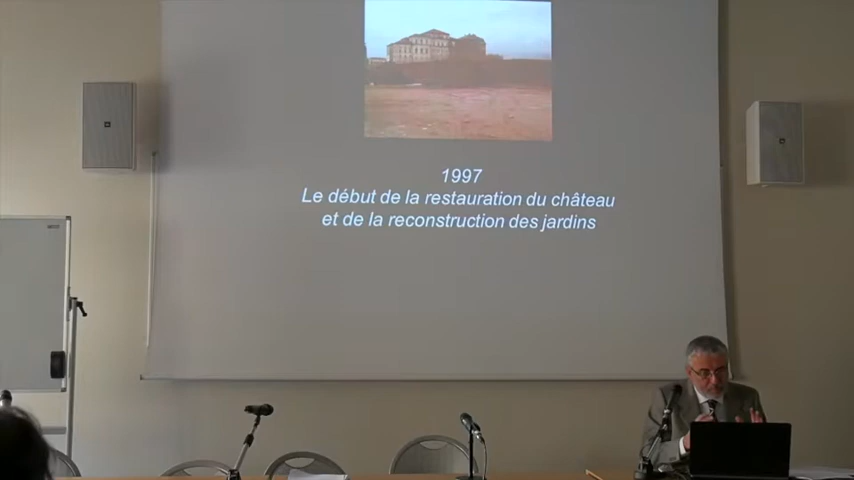 1997
Le début de la restauration du château
et de la reconstruction des jardins